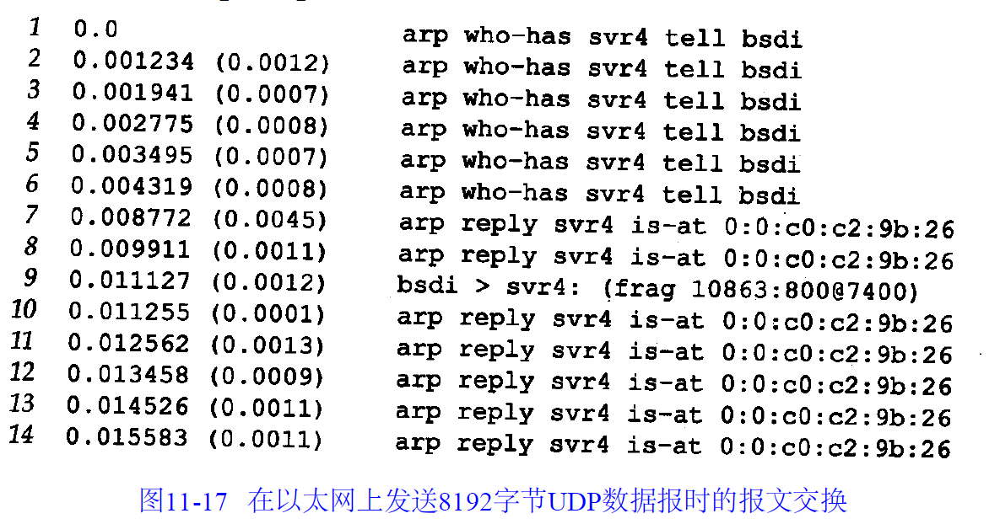 1 0.0 arp who-has svr4 tell bsdi
2 0.001234 (0.0012) arp who-has svr4 tell bsdi
3 0.001941 (0.0007) arp who-has svr4 tell bsdi
4 0.002775 (0.0008) arp who-has svr4 tell bsdi
5 0.003495 (0.0007) arp who-has svr4 tell bsdi
6 0.004319 (0.0008) arp who-has svr4 tell bsdi
7 0.008772 (0.0045) arp reply svr4 is-at 0:0:c0:c2:9b:26
8 0.009911 (0.0011) arp reply svr4 is-at 0:0:c0:c2:9b:26
9 0.011127 (0.0012) bsdi > svr4: (frag 10863:800@7400)
10 0.011255 (0.0001) arp reply svr4 is-at 0:0:c0:c2:9b:26
11 0.012562 (0.0013) arp reply svr4 is-at 0:0:c0:c2:9b:26
12 0.013458 (0.0009) arp reply svr4 is-at 0:0:c0:c2:9b:26
13 0.014526 (0.0011) arp reply svr4 is-at 0:0:c0:c2:9b:26
14 0.015583 (0.0011) arp reply svr4 is-at 0:0:c0:c2:9b:26
图11-17 在以太网上发送8192字节UDP数据报时的报文交换